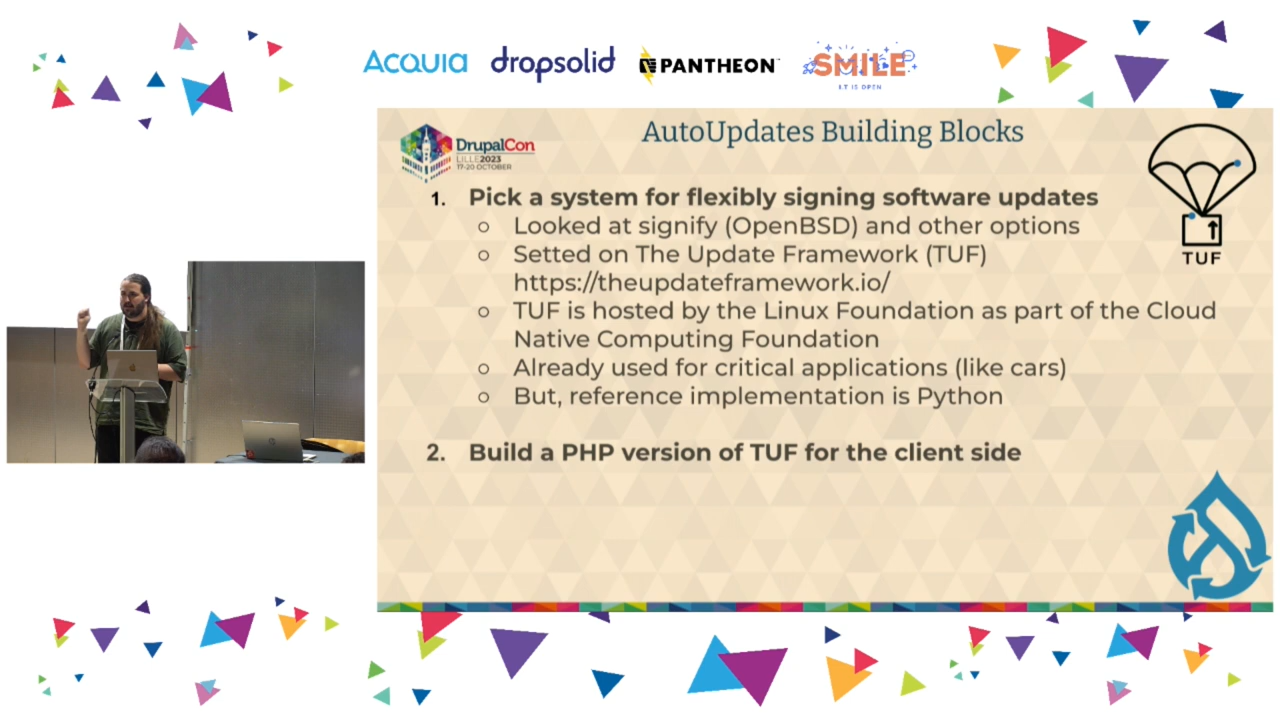 ACQUIA dropsolid PANTHEON SMILE
I.T IS OPEN
DrupalCon
LILLE2023
17-20 OCTOBER
AutoUpdates Building Blocks
TUF
1. Pick a system for flexibly signing software updates
○ Looked at signify (OpenBSD) and other options
○ Setted on The Update Framework (TUF)
https://theupdateframework.io/
○ TUF is hosted by the Linux Foundation as part of the Cloud
Native Computing Foundation
○ Already used for critical applications (like cars)
○ But, reference implementation is Python
2. Build a PHP version of TUF for the client side